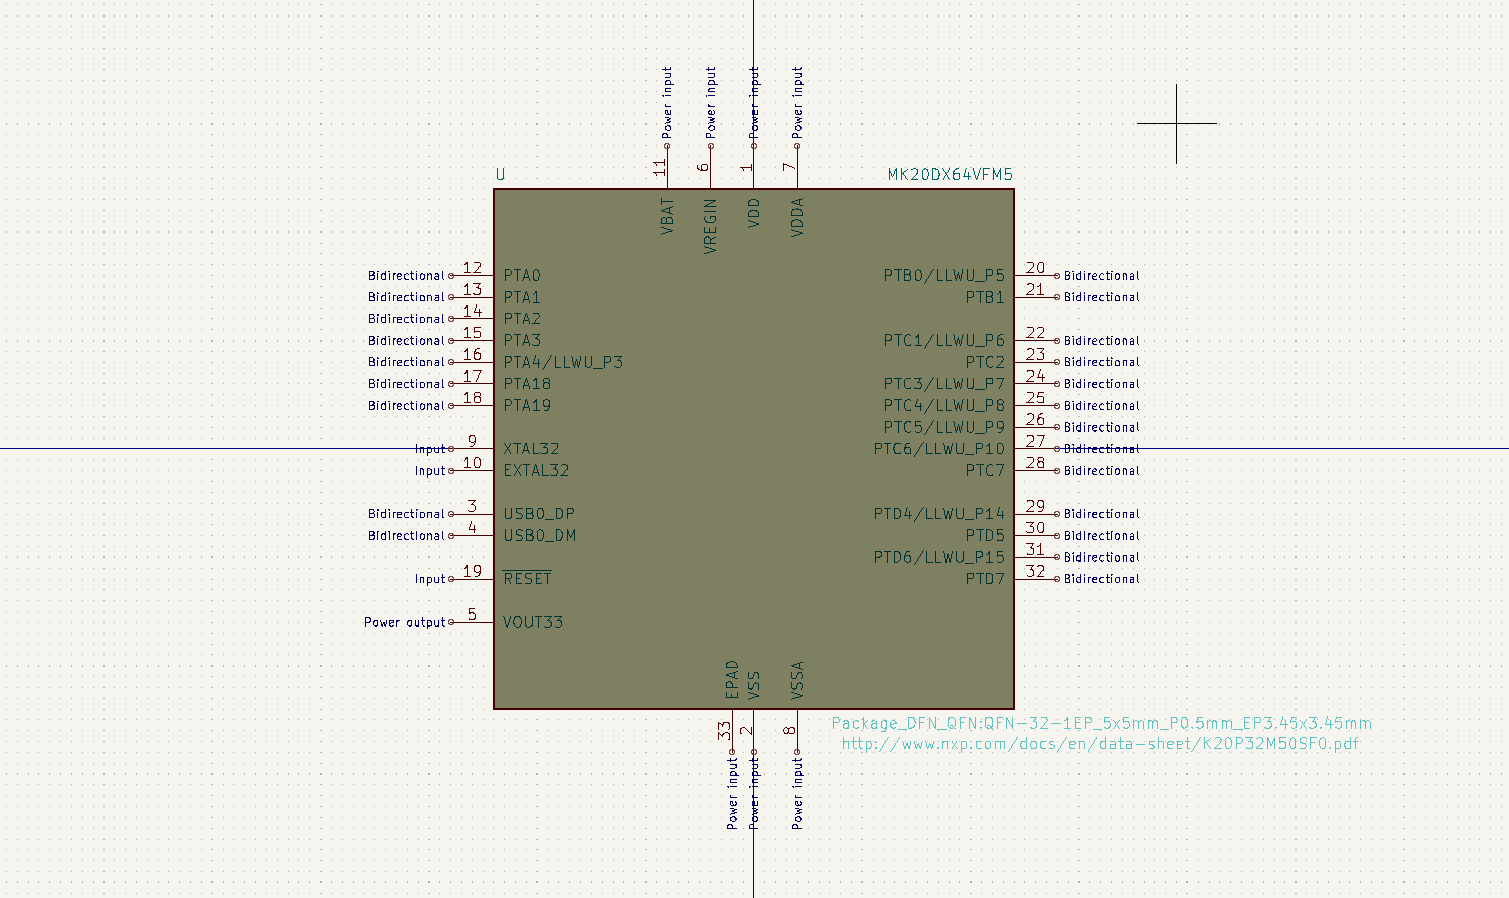 Power input Power input Power input Power input
11 6 1 7
U MK20DX64VFM5
VBAT VREGIN VDD VDDA
Bidirectional 12 PTA0 PTB0/LLWU_P5 20 Bidirectional
Bidirectional 13 PTA1 PTB1 21 Bidirectional
Bidirectional 14 PTA2
Bidirectional 15 PTA3 PTC1/LLWU_P6 22 Bidirectional
Bidirectional 16 PTA4/LLWU_P3 PTC2 23 Bidirectional
Bidirectional 17 PTA18 PTC3/LLWU_P7 24 Bidirectional
Bidirectional 18 PTA19 PTC4/LLWU_P8 25 Bidirectional
PTC5/LLWU_P9 26 Bidirectional
Input 9 XTAL32 PTC6/LLWU_P10 27 Bidirectional
Input 10 EXTAL32 PTC7 28 Bidirectional
Bidirectional 3 USB0_DP PTD4/LLWU_P14 29 Bidirectional
Bidirectional 4 USB0_DM PTD5 30 Bidirectional
PTD6/LLWU_P15 31 Bidirectional
Input 19 RESET PTD7 32 Bidirectional
Power output 5 VOUT33
EPAD VSS VSSA
33 2 8
Package_DFN_QFN:QFN-32-1EP_5x5mm_P0.5mm_EP3.45x3.45mm
http://www.nxp.com/docs/en/data-sheet/K20P32M50SF0.pdf
Power input Power input Power input